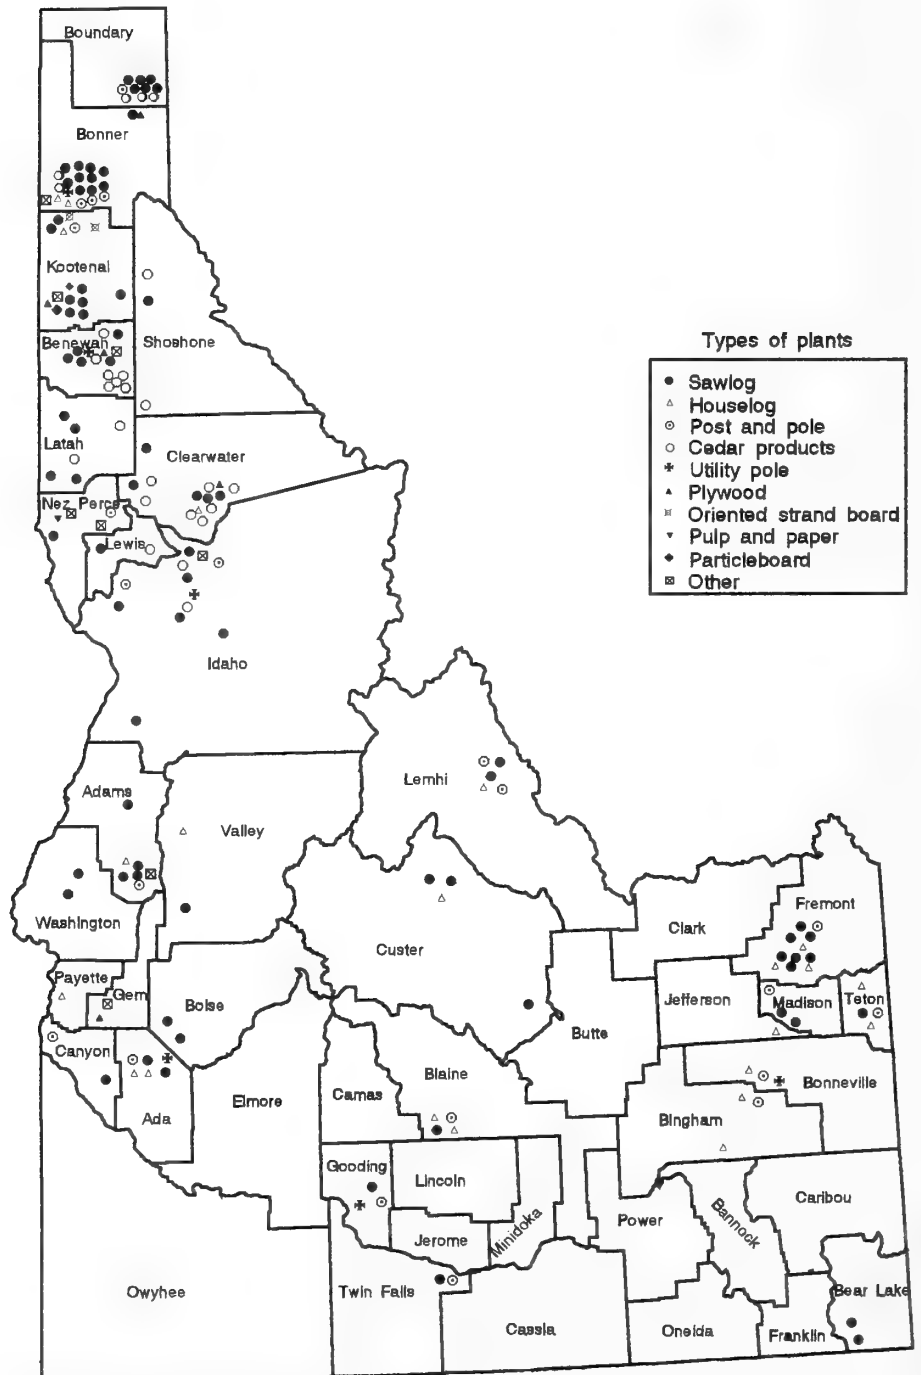 Boundary
Bonner
Kootenai
Benewah
Shoshone
Latah
Clearwater
Nez Perce
Lewis
Idaho
Types of plants
Sawlog
Houselog
Post and pole
Cedar products
Utility pole
Plywood
Oriented strand board
Pulp and paper
Particleboard
Other
Lemhi
Adams
Valley
Washington
Custer
Clark
Fremont
Payette
Gem
Boise
Butte
Jefferson
Madison
Teton
Canyon
Ada
Elmore
Camas
Blaine
Bingham
Bonneville
Gooding
Lincoln
Jerome
Minidoka
Power
Bannock
Caribou
Owyhee
Twin Falls
Cassia
Oneida
Franklin
Bear Lake